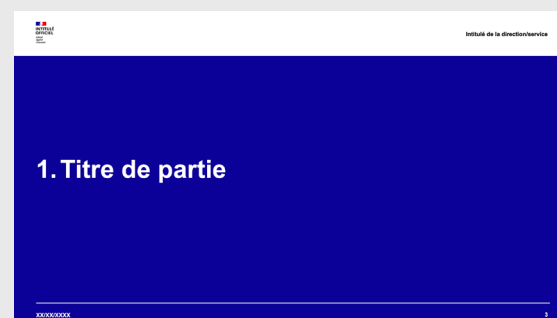 INTITULÉ
OFFICIEL
Intitulé de la direction/service
1. Titre de partie
XX/XX/XXXX
3